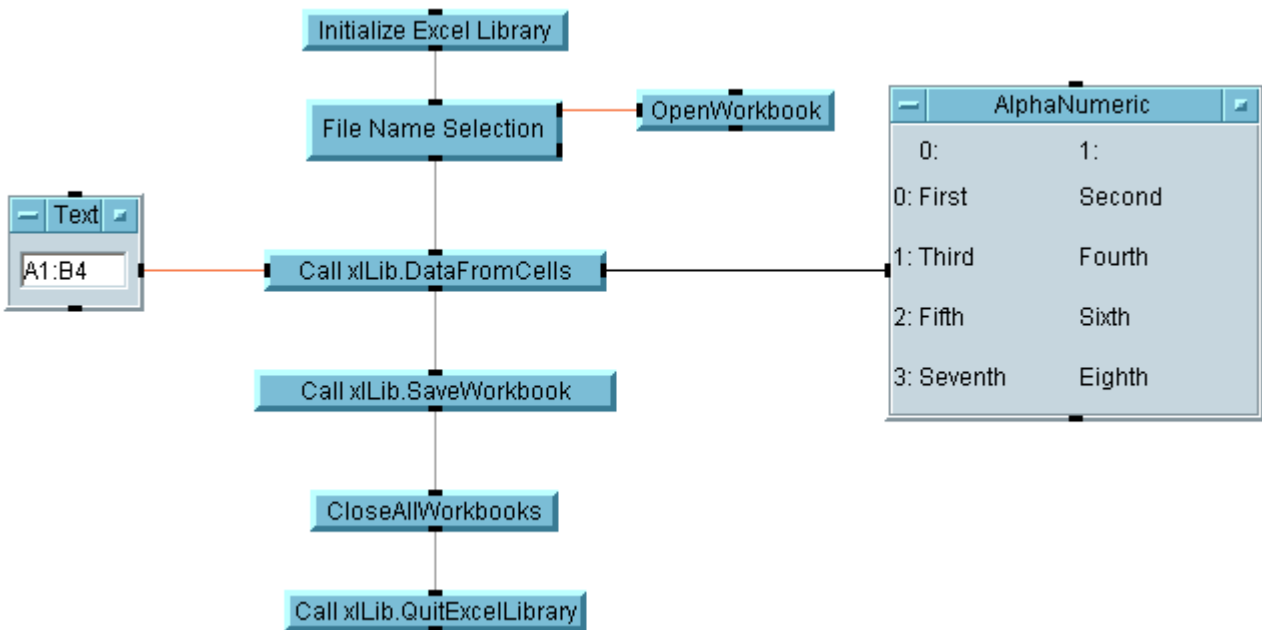 Initialize Excel Library
File Name Selection
OpenWorkbook
AlphaNumeric
0: 1:
0: First Second
1: Third Fourth
2: Fifth Sixth
3: Seventh Eighth
Text
A1:B4
Call xlLib.DataFromCells
Call xlLib.SaveWorkbook
CloseAllWorkbooks
Call xlLib.QuitExcelLibrary